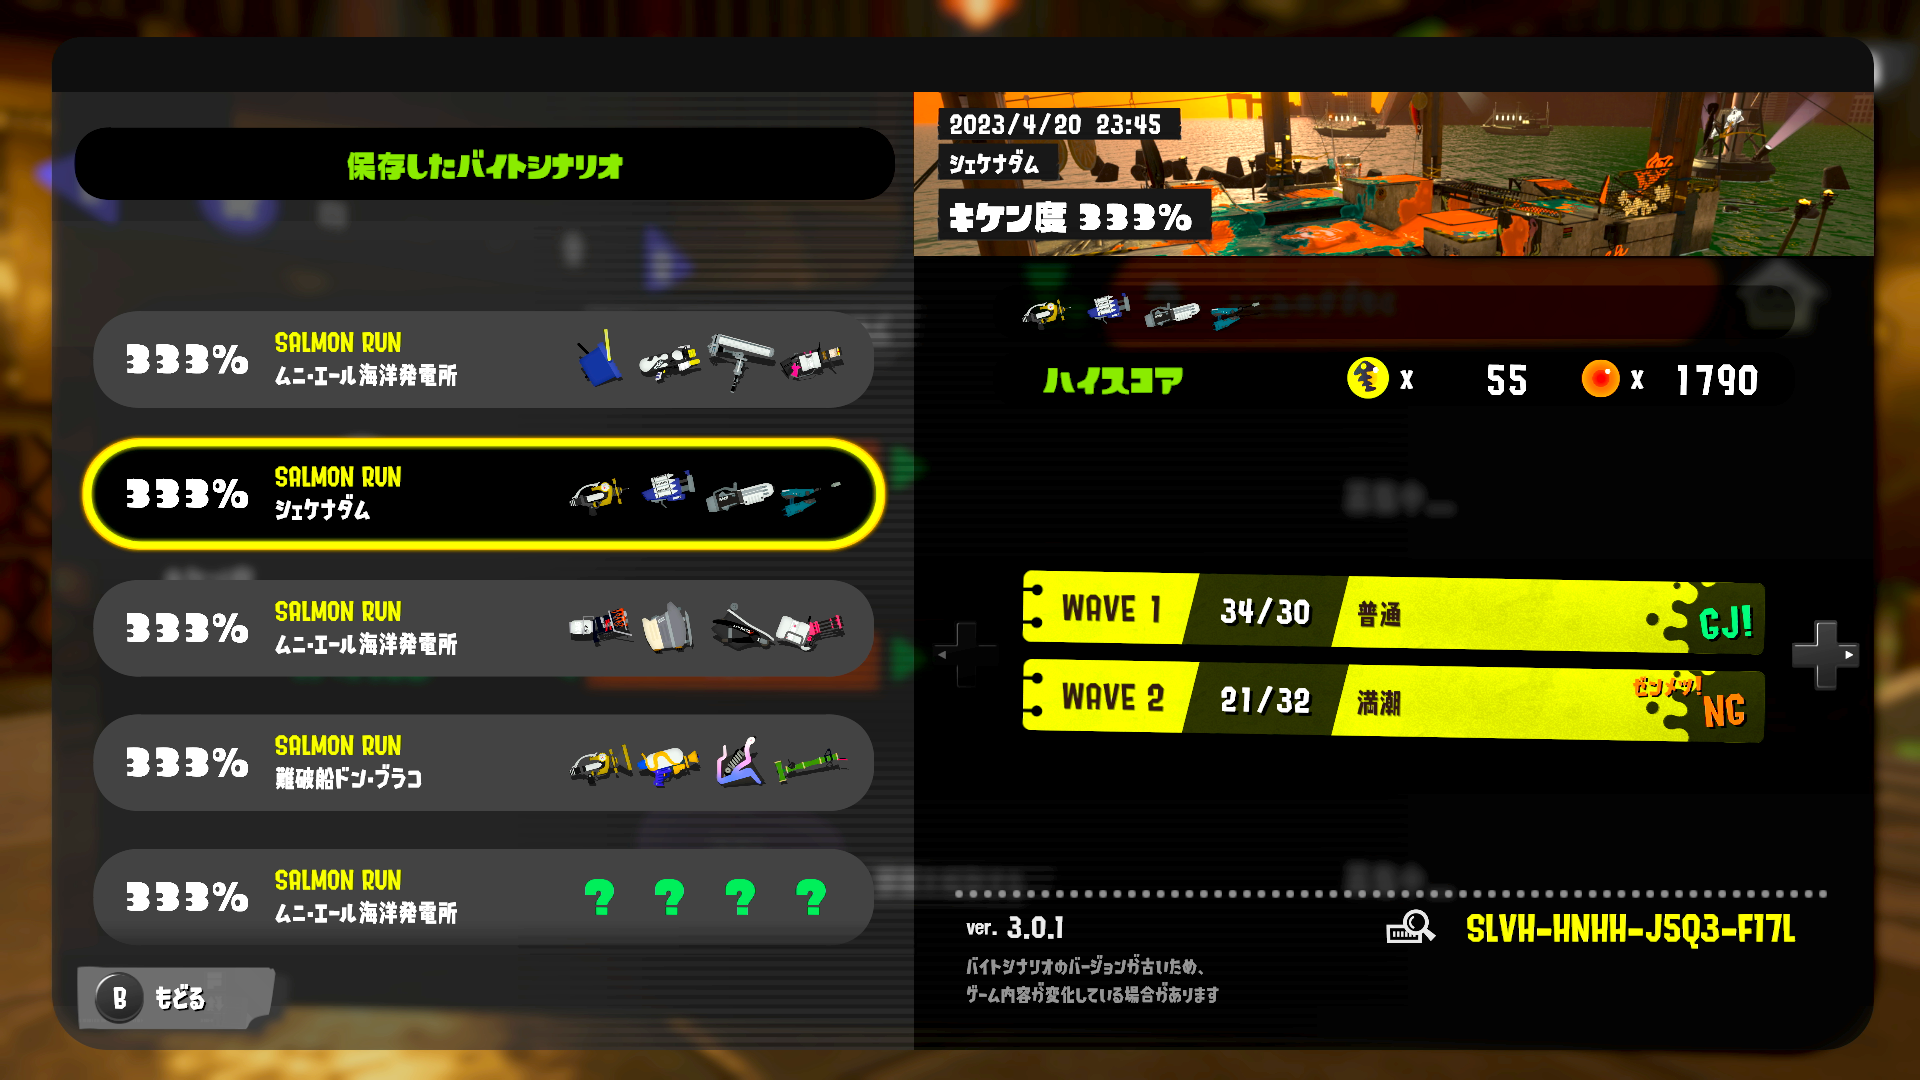 保存したバイトシナリオ
333%
SALMON RUN
ムニ・エール海洋発電所
333%
SALMON RUN
シェケナダム
333%
SALMON RUN
ムニ・エール海洋発電所
333%
SALMON RUN
難破船ドン・ブラコ
333%
SALMON RUN
ムニ・エール海洋発電所
? ? ? ?
B もどる
2023/4/20 23:45
シェケナダム
キケン度 333%
ハイスコア x 55 x 1790
WAVE 1 34/30 普通 GJ!
WAVE 2 21/32 満潮 ゼンメツ! NG
ver. 3.0.1
SLVH-HNHH-J5Q3-F17L
バイトシナリオのバージョンが古いため、
ゲーム内容が変化している場合があります